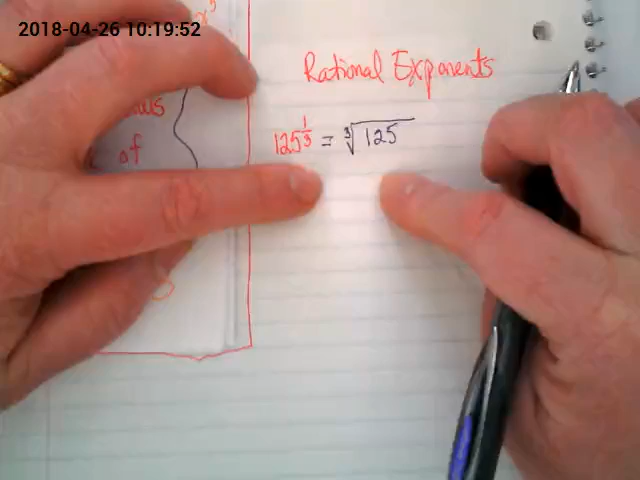 2018-04-26 10:19:52
Rational Exponents
125^{1/3} = ∛125
of